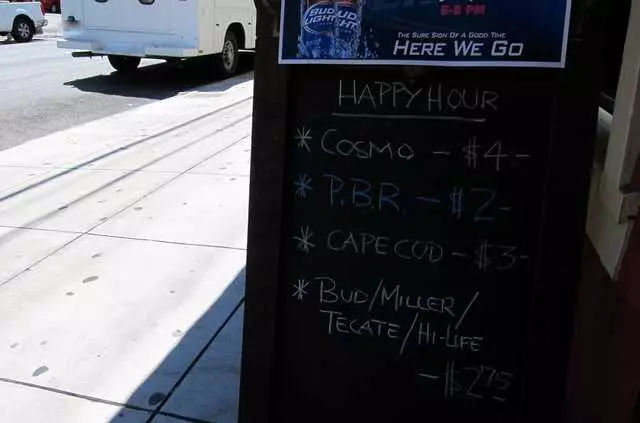 5-8 PM
BUD LIGHT
THE SURE SIGN OF A GOOD TIME
HERE WE GO
HAPPY HOUR
* COSMO - $4-
* P.B.R. - $2-
* CAPE COD - $3-
* BUD/MILLER/
TECATE/HI-LIFE
- $2.75